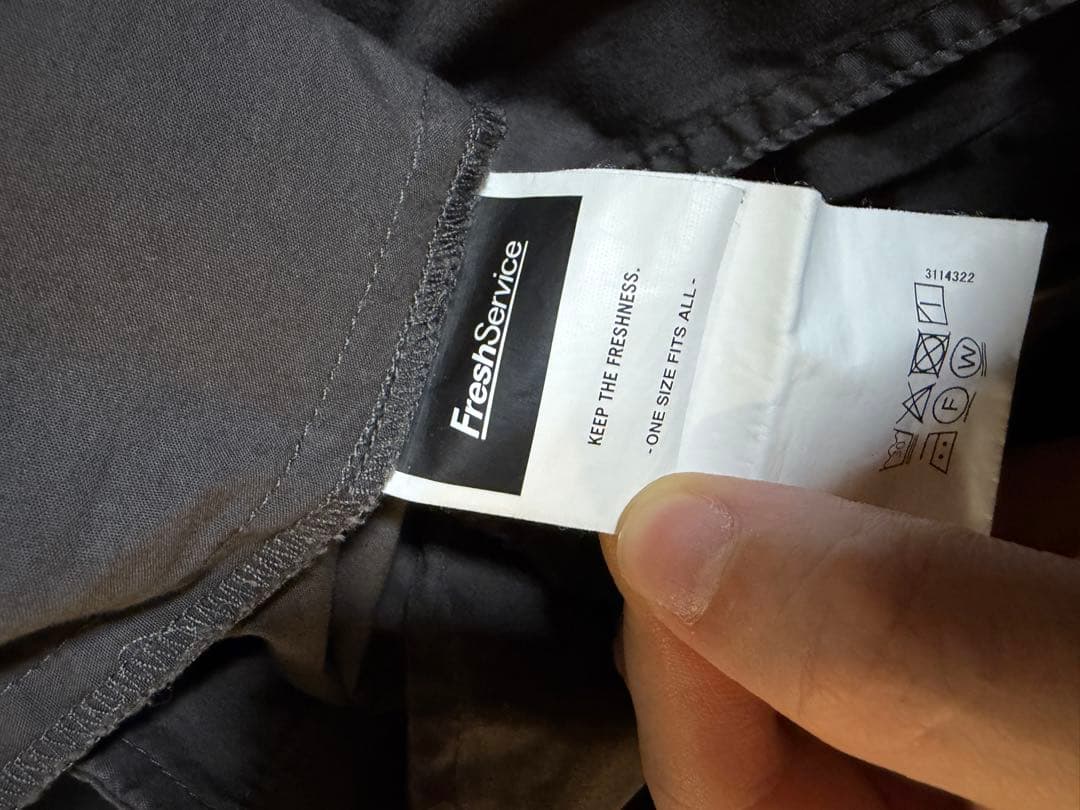 FreshService
KEEP THE FRESHNESS.
-ONE SIZE FITS ALL-
3114322
F W